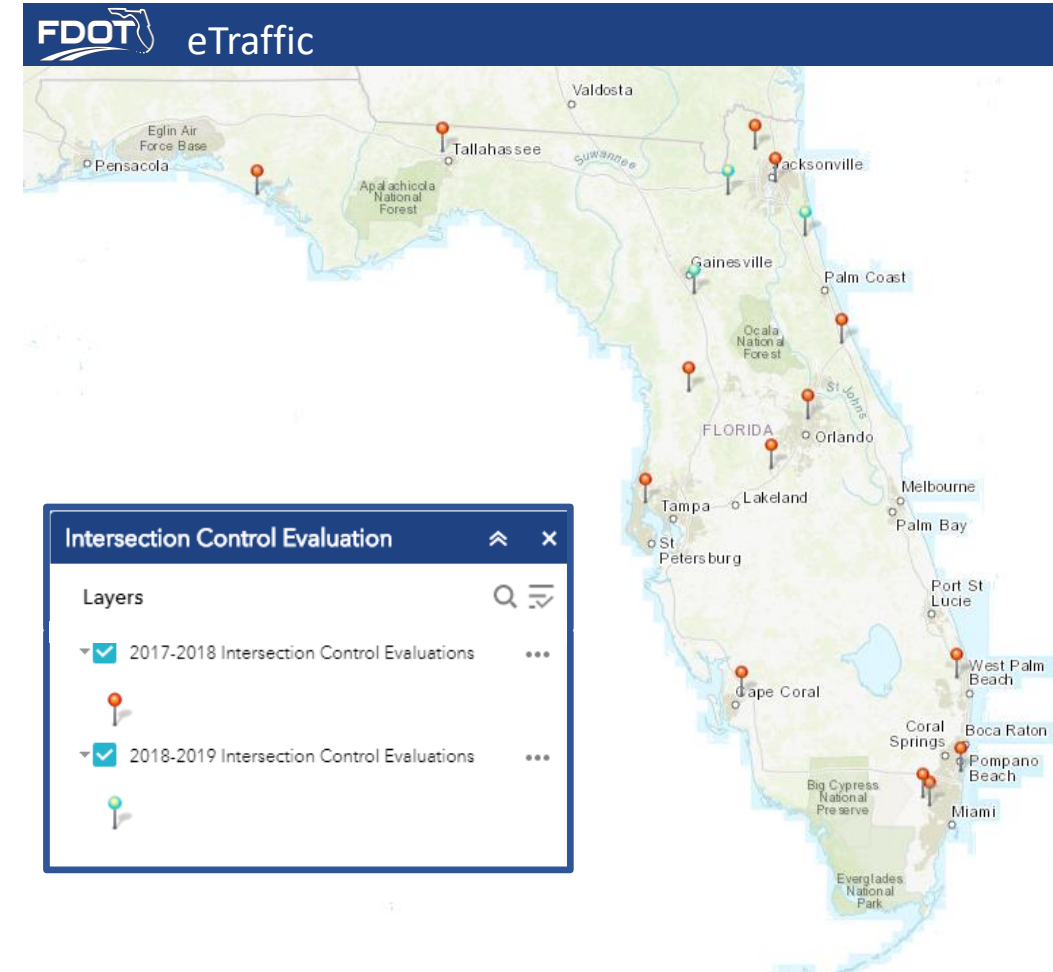 FDOT
eTraffic
Valdosta
Eglin Air
Force Base
Pensacola
Tallahassee
Suwannee
Jacksonville
Apalachicola
National
Forest
Gainesville
Palm Coast
Ocala
National
Forest
St Johns
FLORIDA
Orlando
Melbourne
Lakeland
Tampa
Palm Bay
St
Petersburg
Intersection Control Evaluation
Layers
2017-2018 Intersection Control Evaluations
2018-2019 Intersection Control Evaluations
Port St
Lucie
West Palm
Beach
Cape Coral
Coral
Springs
Boca Raton
Pompano
Beach
Big Cypress
National
Preserve
Miami
Everglades
National
Park